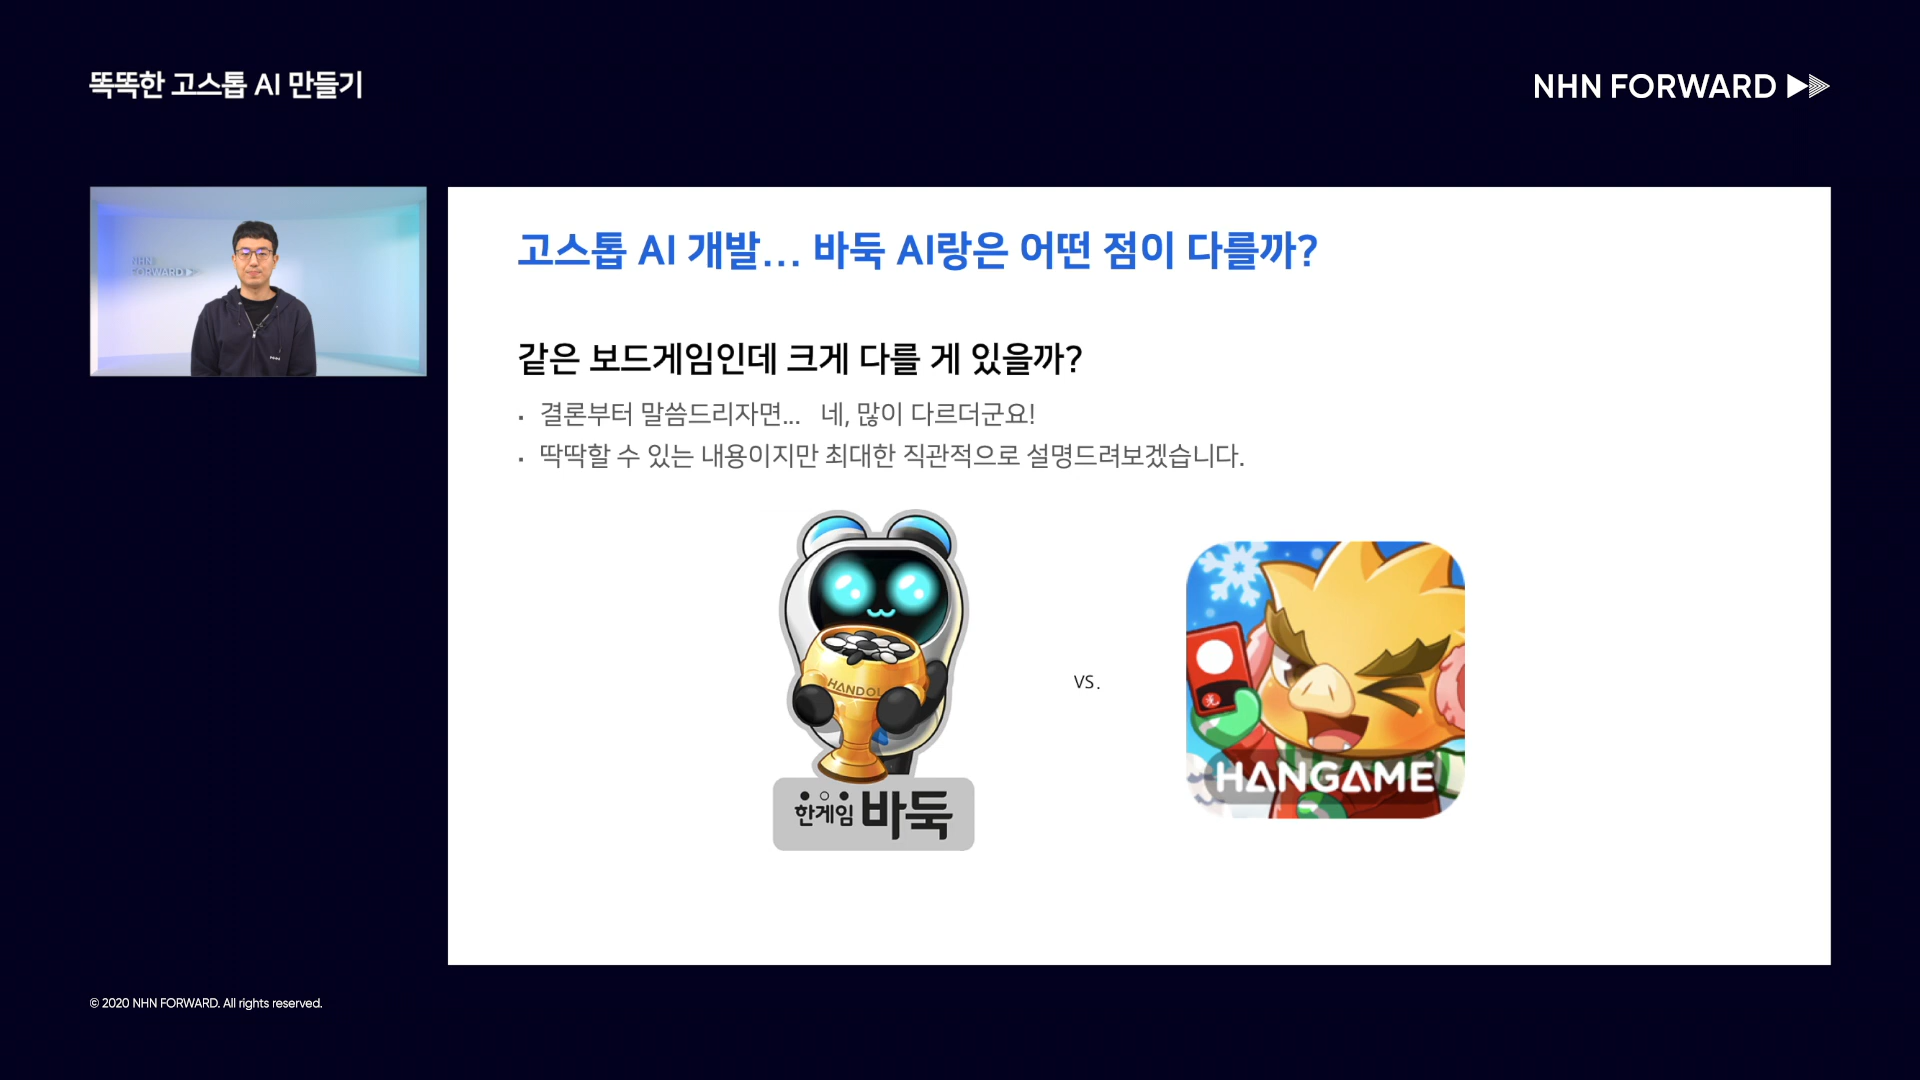 똑똑한 고스톱 AI 만들기
NHN FORWARD
NHN
FORWARD
고스톱 AI 개발... 바둑 AI랑은 어떤 점이 다를까?
같은 보드게임인데 크게 다를 게 있을까?
· 결론부터 말씀드리자면... 네, 많이 다르더군요!
· 딱딱할 수 있는 내용이지만 최대한 직관적으로 설명드려보겠습니다.
HANDOL
한게임 바둑
vs.
光
HANGAME
© 2020 NHN FORWARD. All rights reserved.